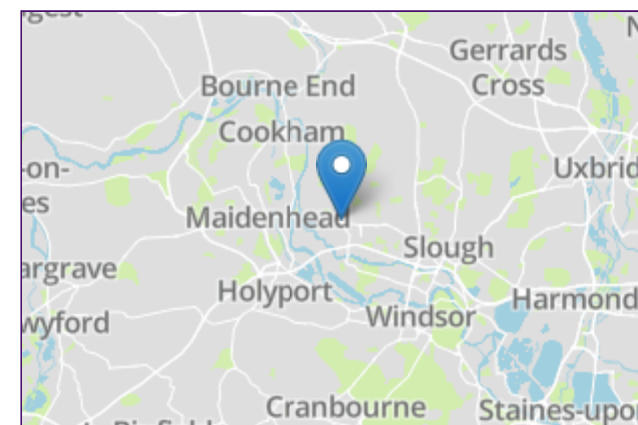 Gerrards
Cross
Bourne End
Cookham
-on-
es
Uxbrid
Maidenhead
Slough
argrave
Holyport
Harmond
Windsor
wyford
Cranbourne
Staines-upo